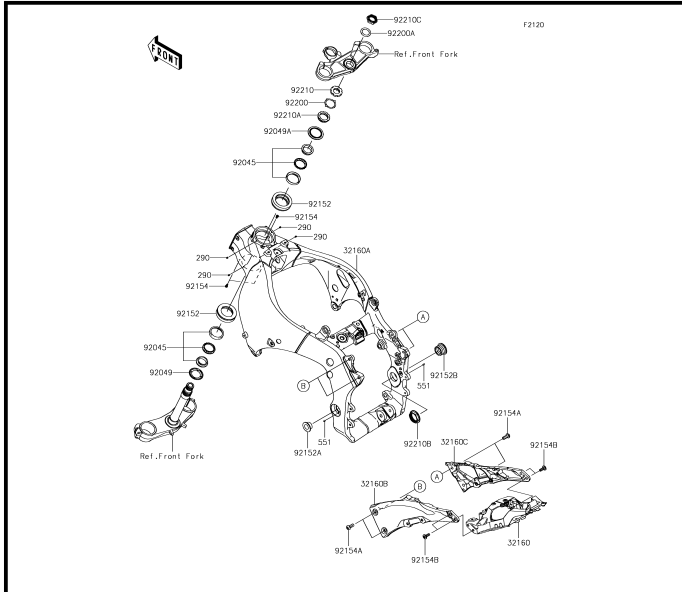 92210C
F2120
92200A
FRONT
Ref.Front Fork
92210
92200
92210A
92049A
92045
92152
92154
290
290
32160A
290
290
92154
92152
A
92045
B
92152B
92049
551
92154A
551
92210B
32160C
92154B
92152A
Ref.Front Fork
A
32160B
B
32160
92154A
92154B